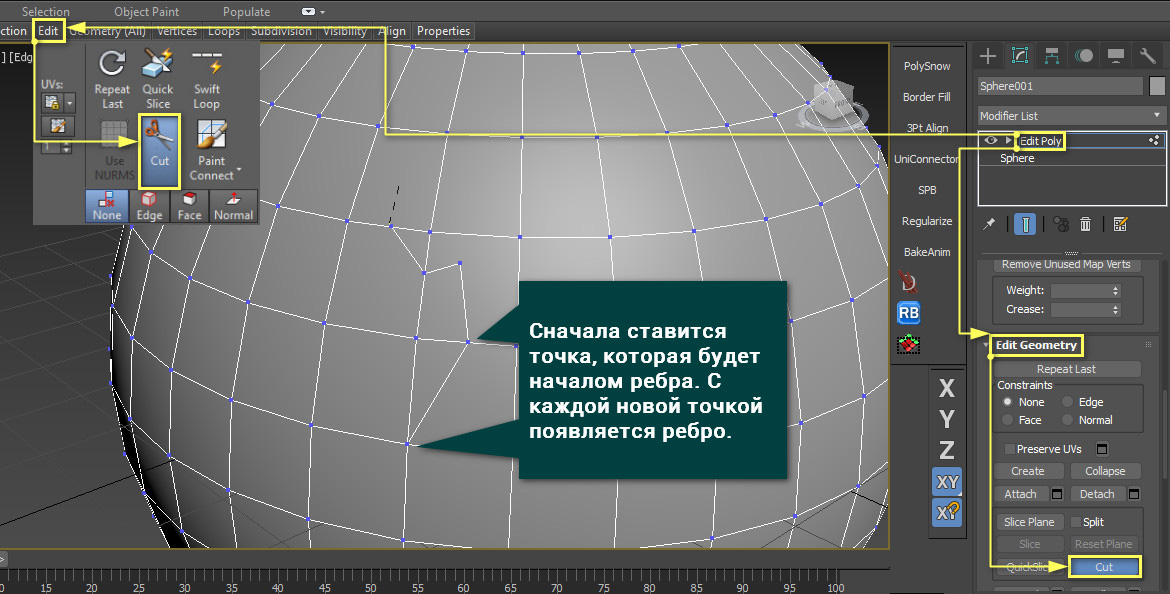 Selection Object Paint Populate
ction Edit Geometry (All) Vertices Loops Subdivision Visibility Align Properties
] [Edg
UVs:
Repeat Last
Quick Slice
Swift Loop
Use NURMS
Cut
Paint Connect
1
None Edge Face Normal
Сначала ставится
точка, которая будет
началом ребра. С
каждой новой точкой
появляется ребро.
PolySnow
Border Fill
3Pt Align
UniConnector
SPB
Regularize
BakeAnim
D
RB
X
Y
Z
XY
X?
Sphere001
Modifier List
Edit Poly
Sphere
Remove Unused Map Verts
Weight:
Crease:
Edit Geometry
Repeat Last
Constraints
None Edge
Face Normal
Preserve UVs
Create Collapse
Attach Detach
Slice Plane Split
Slice Reset Plane
QuickSlice Cut
0 15 20 25 30 35 40 45 50 55 60 65 70 75 80 85 90 95 100